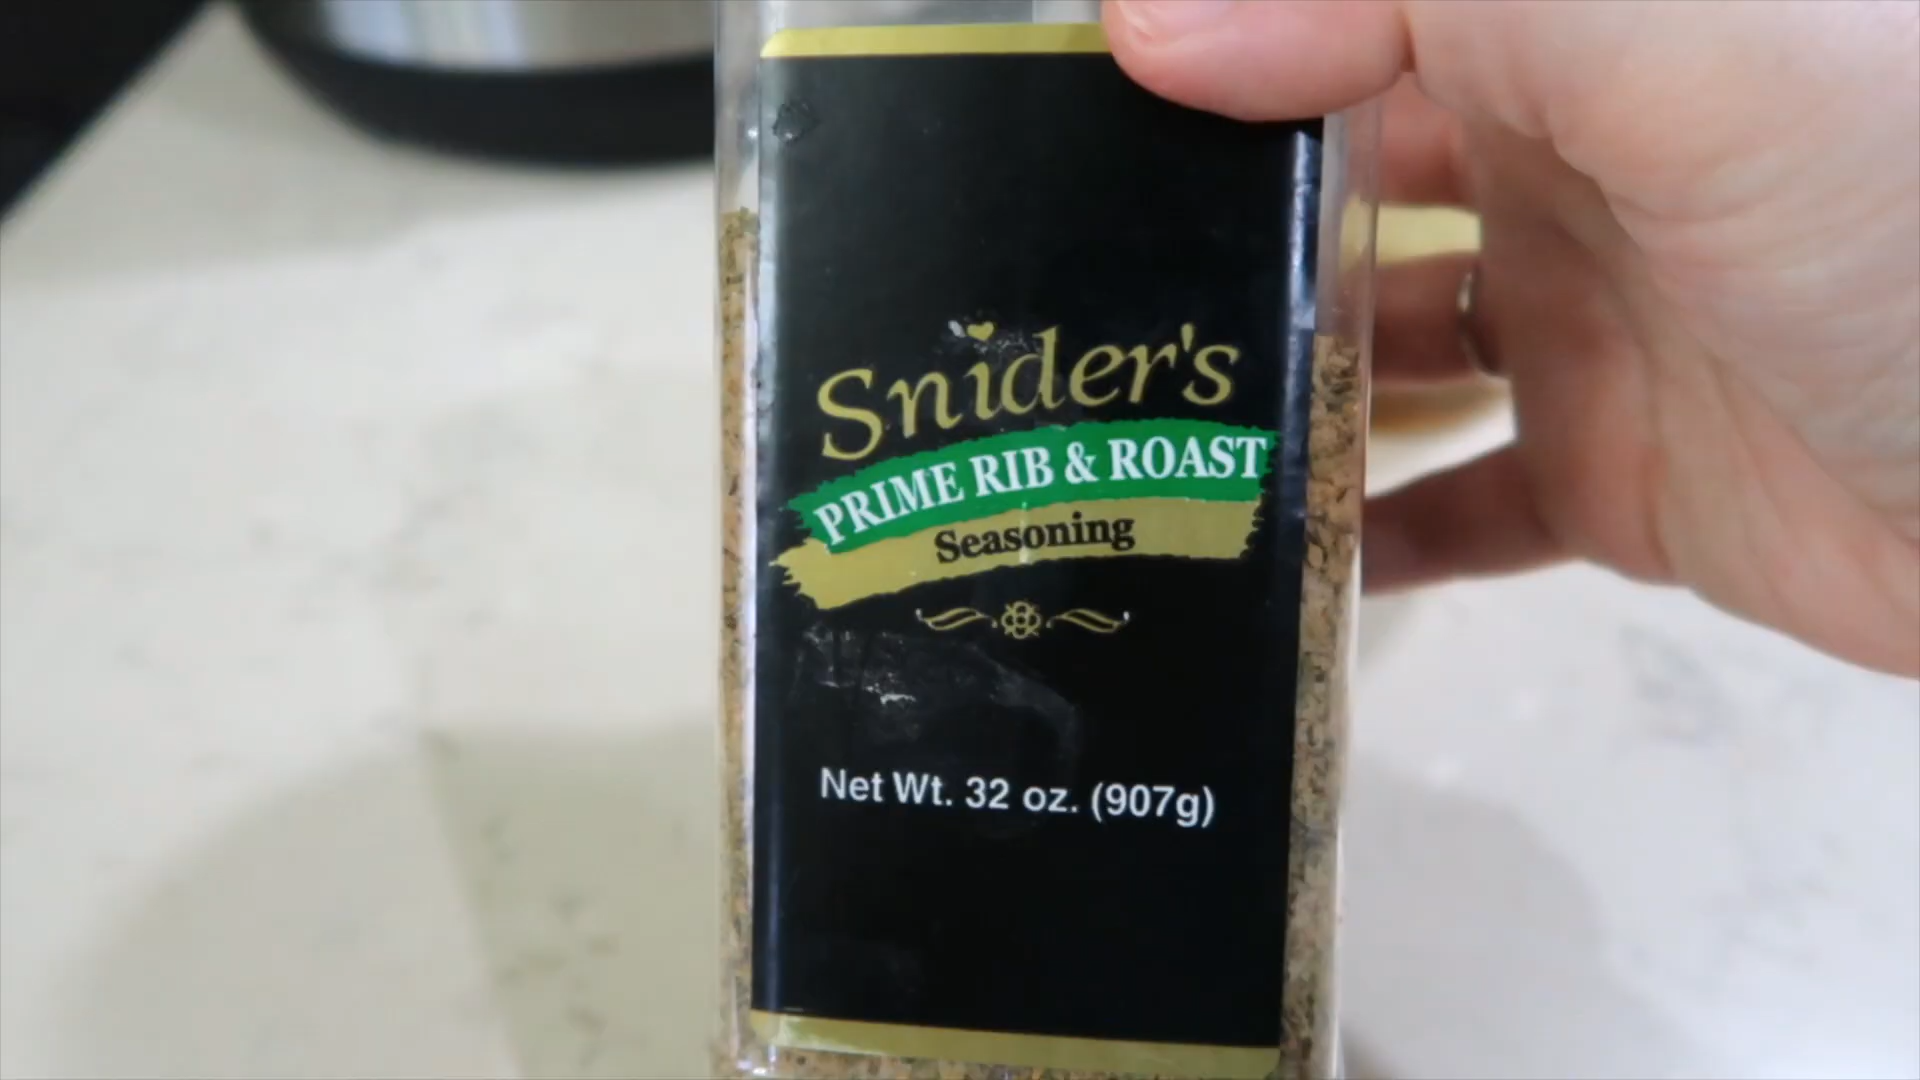 Snider's
PRIME RIB & ROAST
Seasoning
Net Wt. 32 oz. (907g)